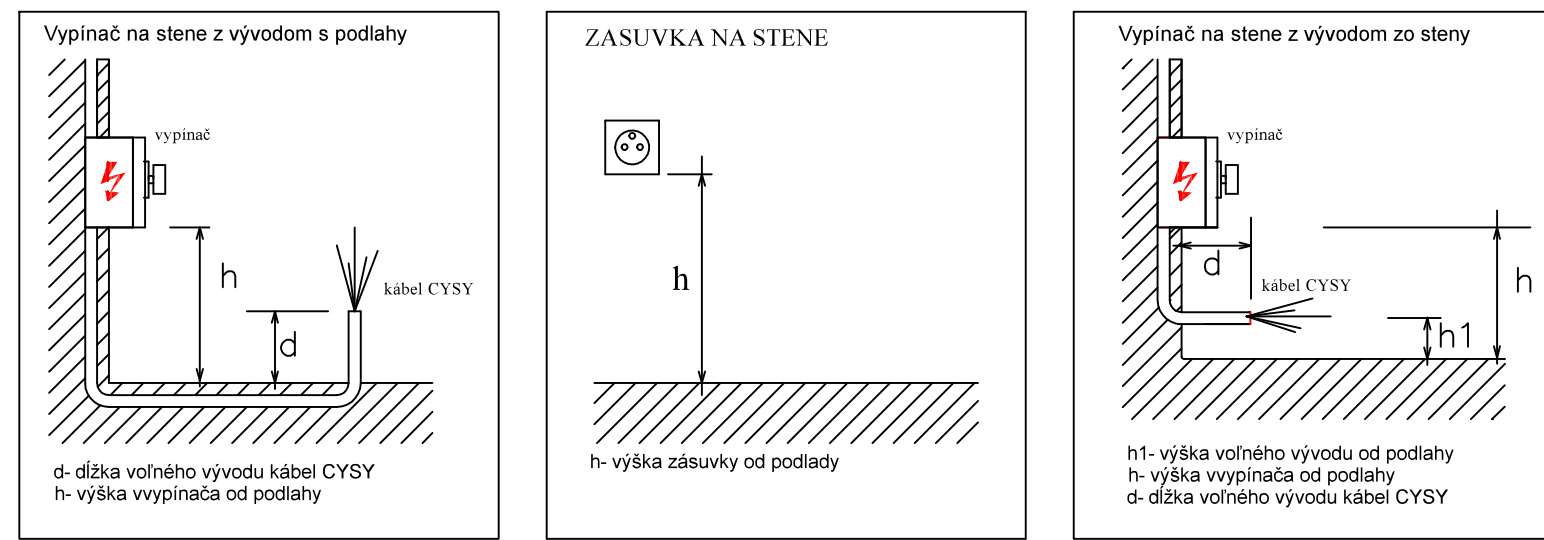 Vypínač na stene z vývodom s podlahy
vypínač
h
kábel CYSY
d
d- dĺžka voľného vývodu kábel CYSY
h- výška vvypínača od podlahy
ZASUVKA NA STENE
h
h- výška zásuvky od podlady
Vypínač na stene z vývodom zo steny
vypínač
d
kábel CYSY
h
h1
h1- výška voľného vývodu od podlahy
h- výška vvypínača od podlahy
d- dĺžka voľného vývodu kábel CYSY